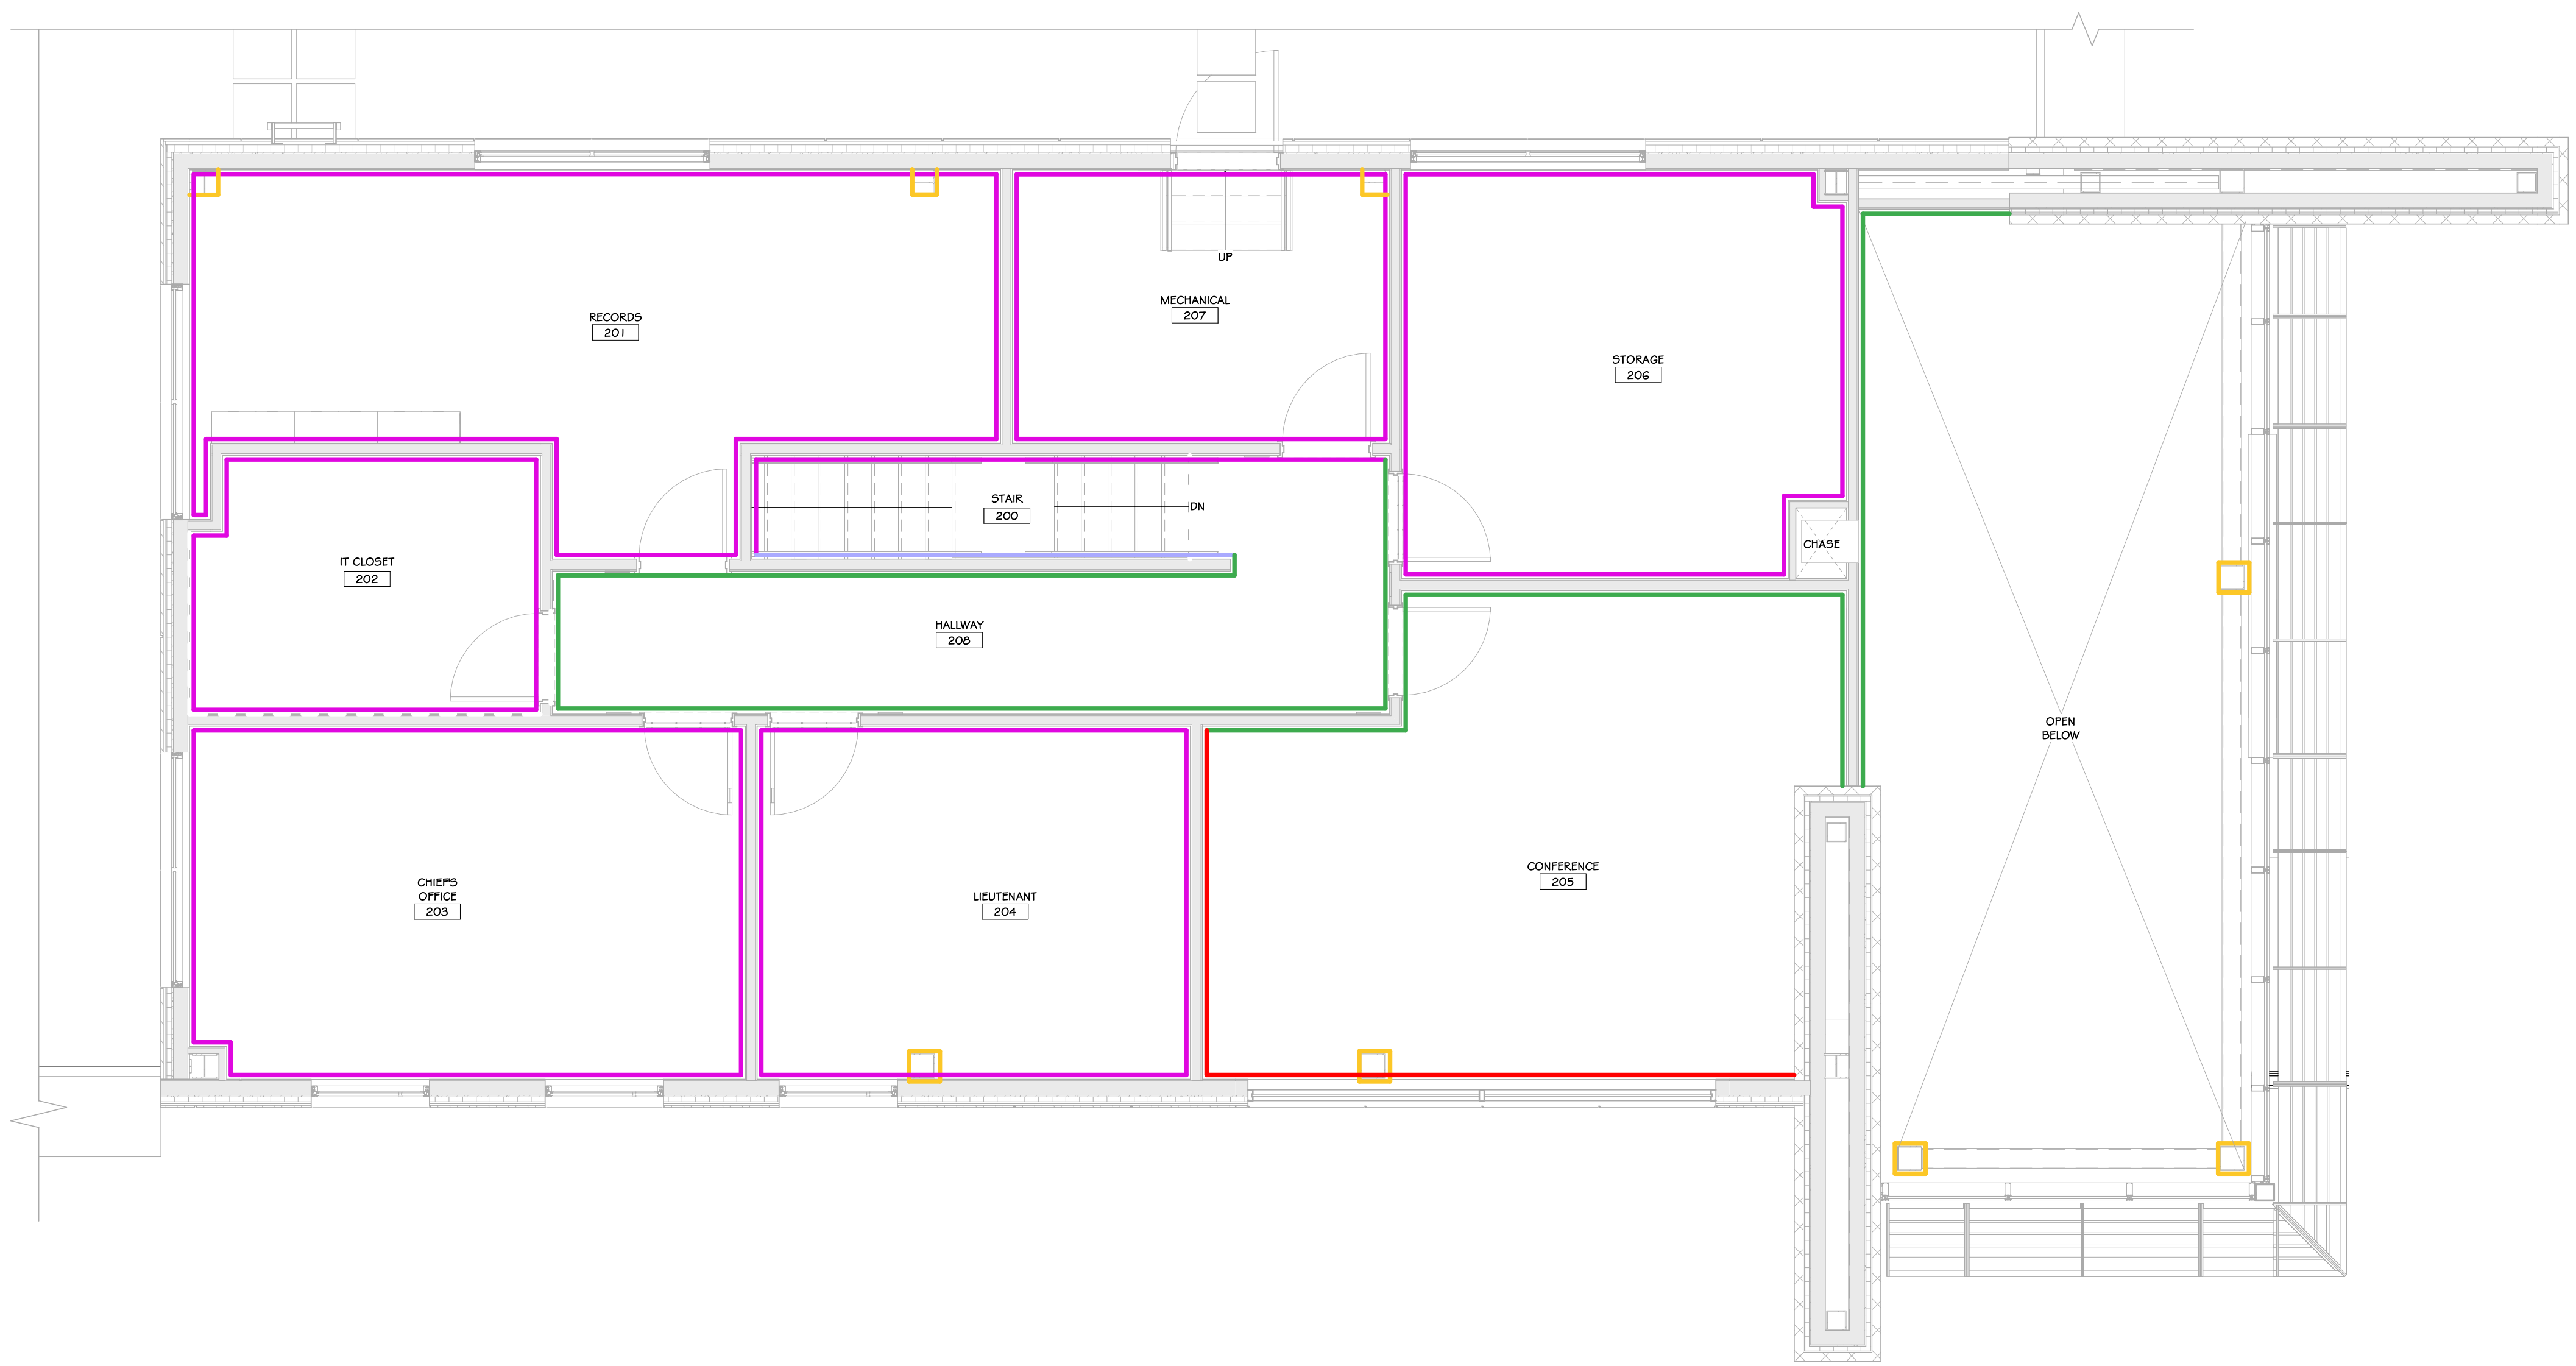 UP
MECHANICAL
207
RECORDS
201
STORAGE
206
STAIR
200
DN
CHASE
IT CLOSET
202
HALLWAY
208
OPEN
BELOW
CONFERENCE
205
CHIEF'S
OFFICE
203
LIEUTENANT
204